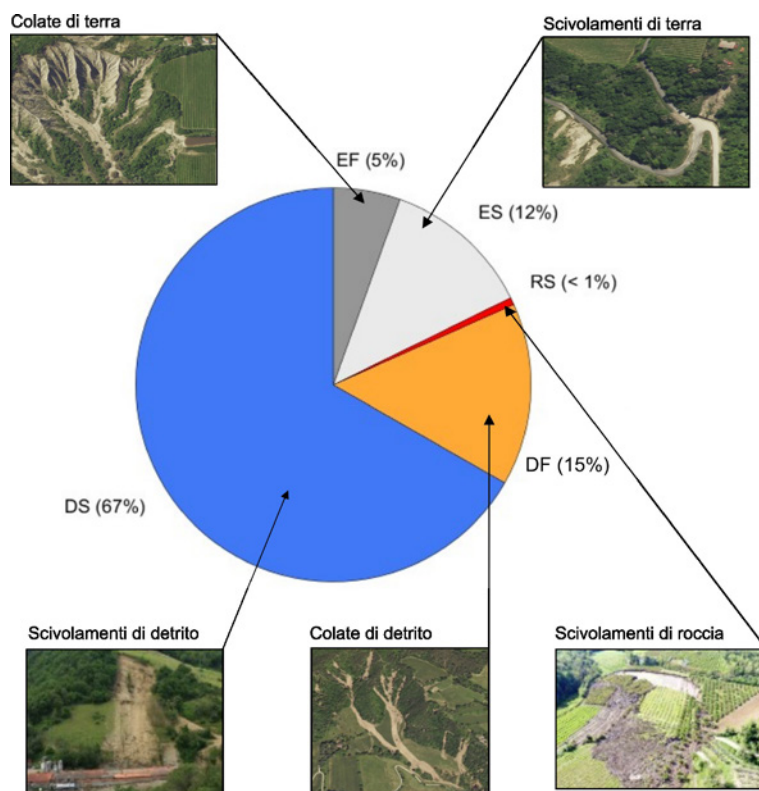 Colate di terra
Scivolamenti di terra
EF (5%)
ES (12%)
RS (< 1%)
DF (15%)
DS (67%)
Scivolamenti di detrito
Colate di detrito
Scivolamenti di roccia